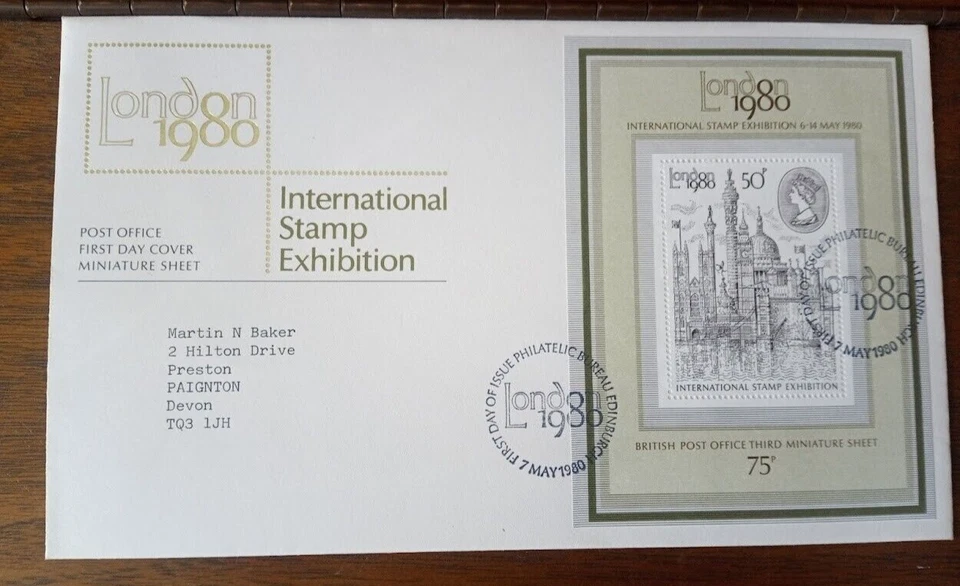 London
1980
International
Stamp
Exhibition
POST OFFICE
FIRST DAY COVER
MINIATURE SHEET
Martin N Baker
2 Hilton Drive
Preston
PAIGNTON
Devon
TQ3 1JH
FIRST DAY OF ISSUE PHILATELIC BUREAU EDINBURGH
London
1980
7 MAY 1980
London
1980
INTERNATIONAL STAMP EXHIBITION 6-14 MAY 1980
London
1980
50P
INTERNATIONAL STAMP EXHIBITION
FIRST DAY OF ISSUE PHILATELIC BUREAU EDINBURGH
London
1980
7 MAY 1980
BRITISH POST OFFICE THIRD MINIATURE SHEET
75P